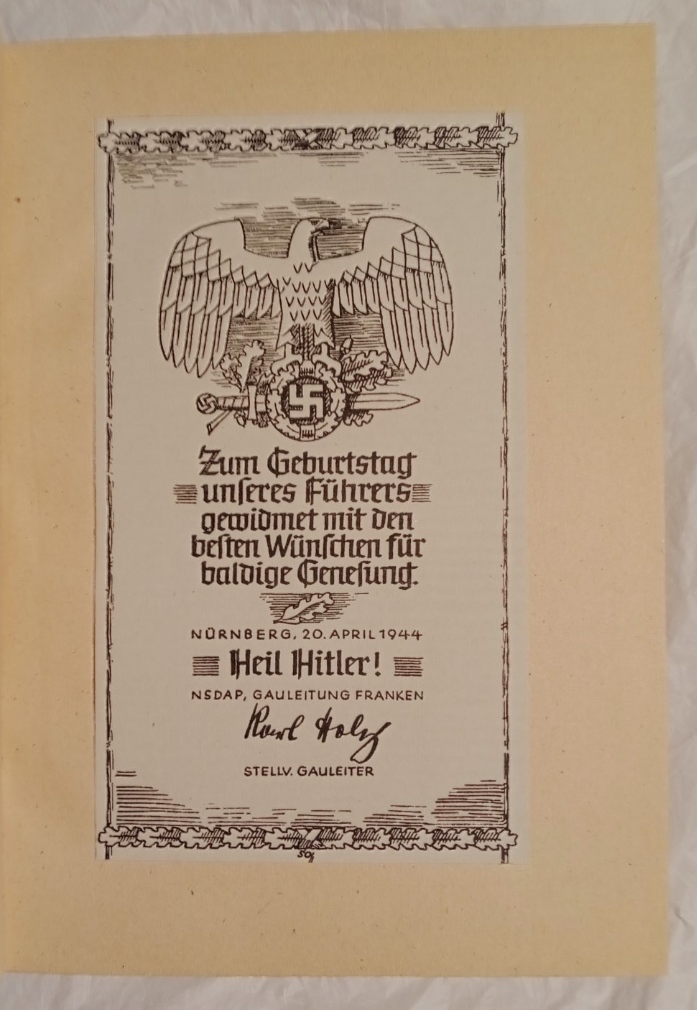 Zum Geburtstag
unseres Führers
gewidmet mit den
besten Wünschen für
baldige Genesung.
NÜRNBERG, 20. APRIL 1944
Heil Hitler!
NSDAP, GAULEITUNG FRANKEN
Karl Holz
STELLV. GAULEITER